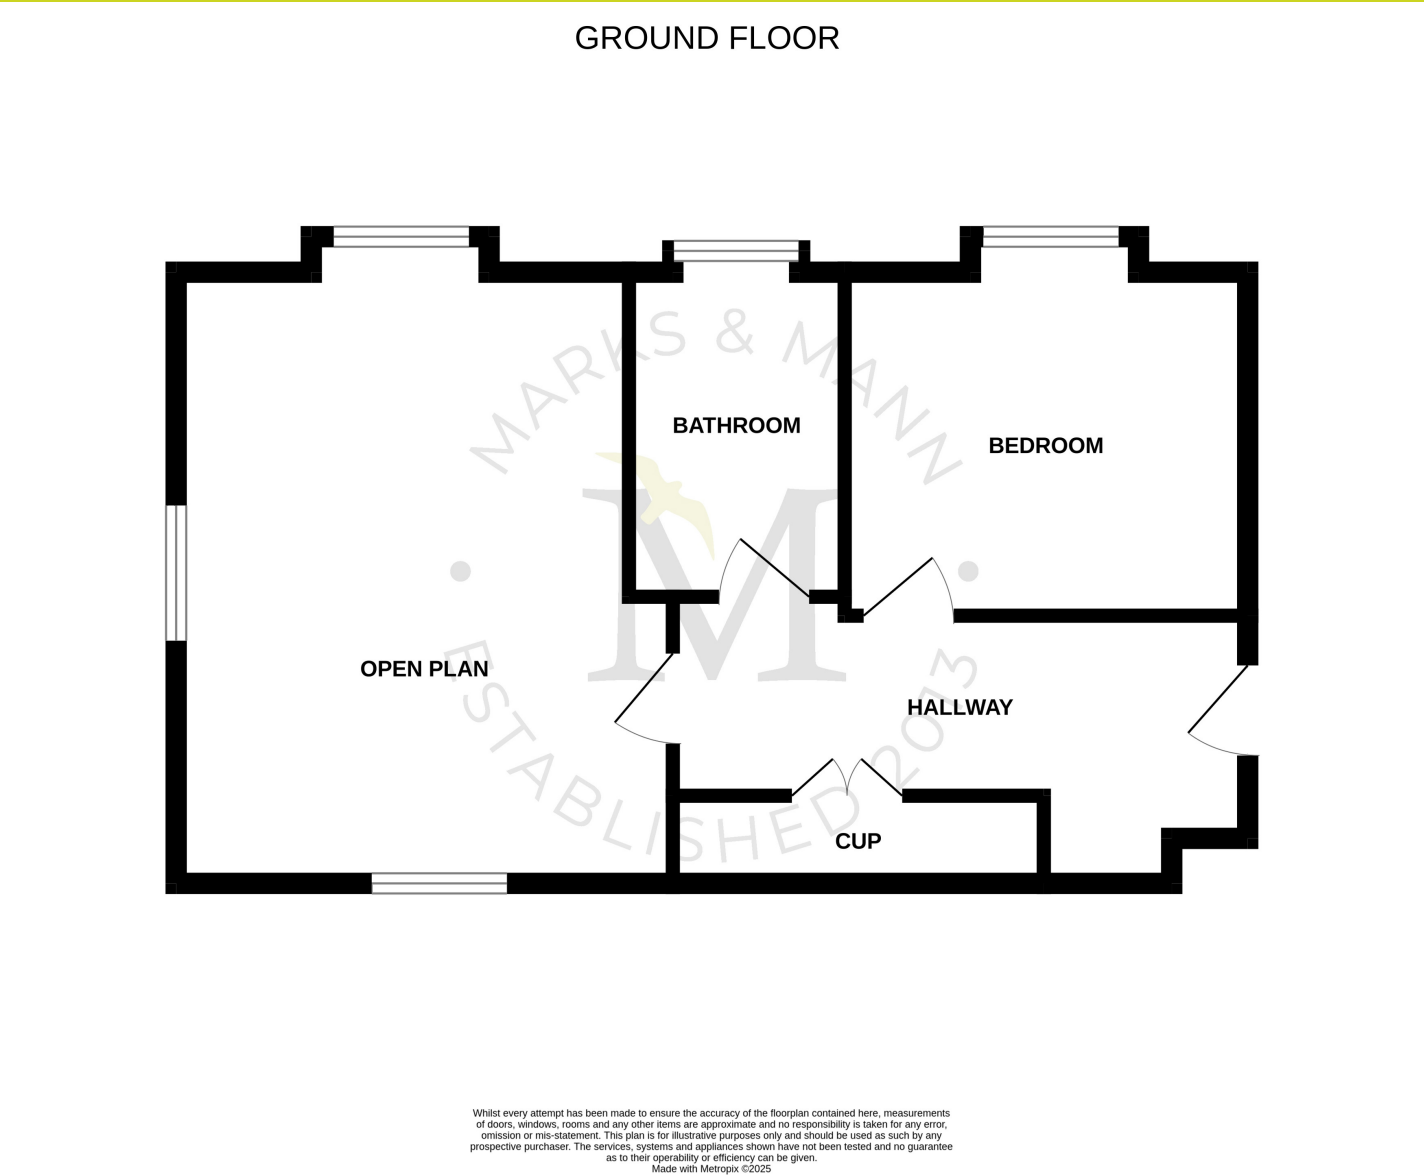 GROUND FLOOR
MARKS & MANN
BATHROOM
BEDROOM
M
OPEN PLAN
HALLWAY
CUP
ESTABLISHED 2013
Whilst every attempt has been made to ensure the accuracy of the floorplan contained here, measurements
of doors, windows, rooms and any other items are approximate and no responsibility is taken for any error,
omission or mis-statement. This plan is for illustrative purposes only and should be used as such by any
prospective purchaser. The services, systems and appliances shown have not been tested and no guarantee
as to their operability or efficiency can be given.
Made with Metropix ©2025